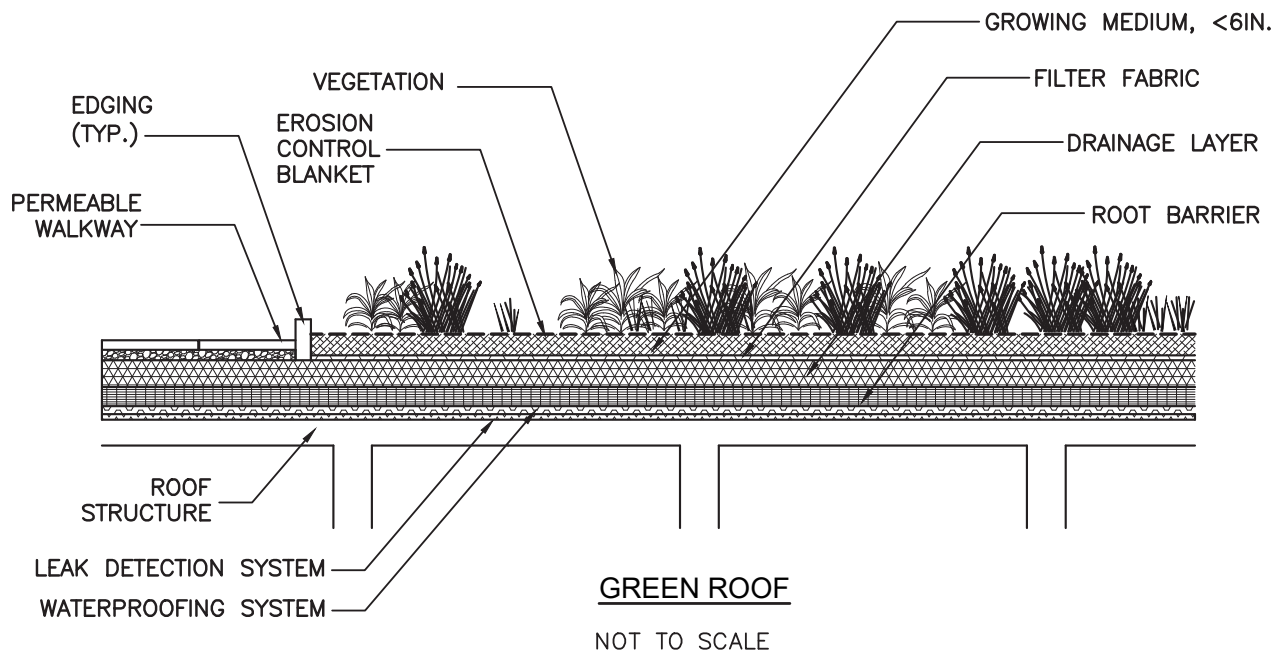 GROWING MEDIUM, <6IN.
VEGETATION
FILTER FABRIC
EDGING
(TYP.)
EROSION
CONTROL
BLANKET
DRAINAGE LAYER
PERMEABLE
WALKWAY
ROOT BARRIER
ROOF
STRUCTURE
LEAK DETECTION SYSTEM
WATERPROOFING SYSTEM
GREEN ROOF
NOT TO SCALE